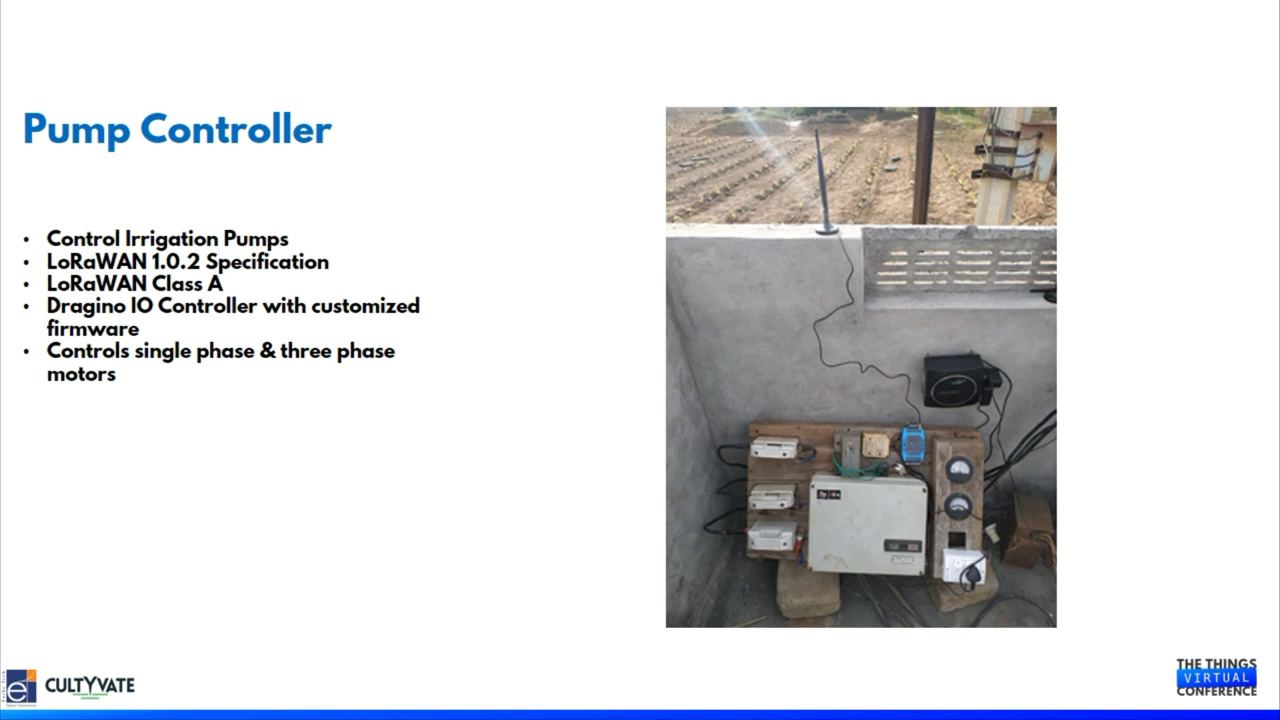 Pump Controller
• Control Irrigation Pumps
• LoRaWAN 1.0.2 Specification
• LoRaWAN Class A
• Dragino IO Controller with customized
firmware
• Controls single phase & three phase
motors
CULTYVATE
THE THINGS
VIRTUAL
CONFERENCE